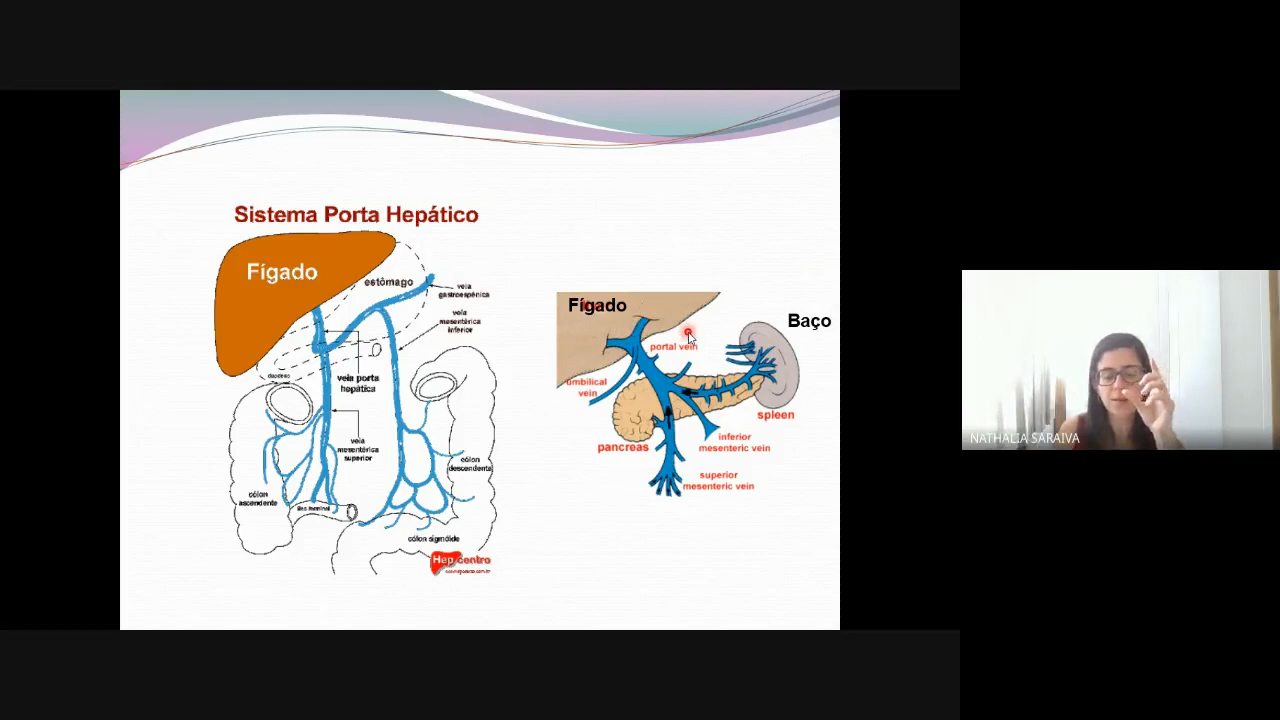 Sistema Porta Hepático
Fígado
estômago
veia
gastroespênica
veia
mesentérica
inferior
duodeno
veia porta
hepática
veia
mesentérica
superior
cólon
ascendente
íleo terminal
cólon
descendente
cólon sigmóide
Hepcentro
Fígado
Baço
portal vein
umbilical
vein
spleen
pancreas
inferior
mesenteric vein
superior
mesenteric vein
NATHALIA SARAIVA